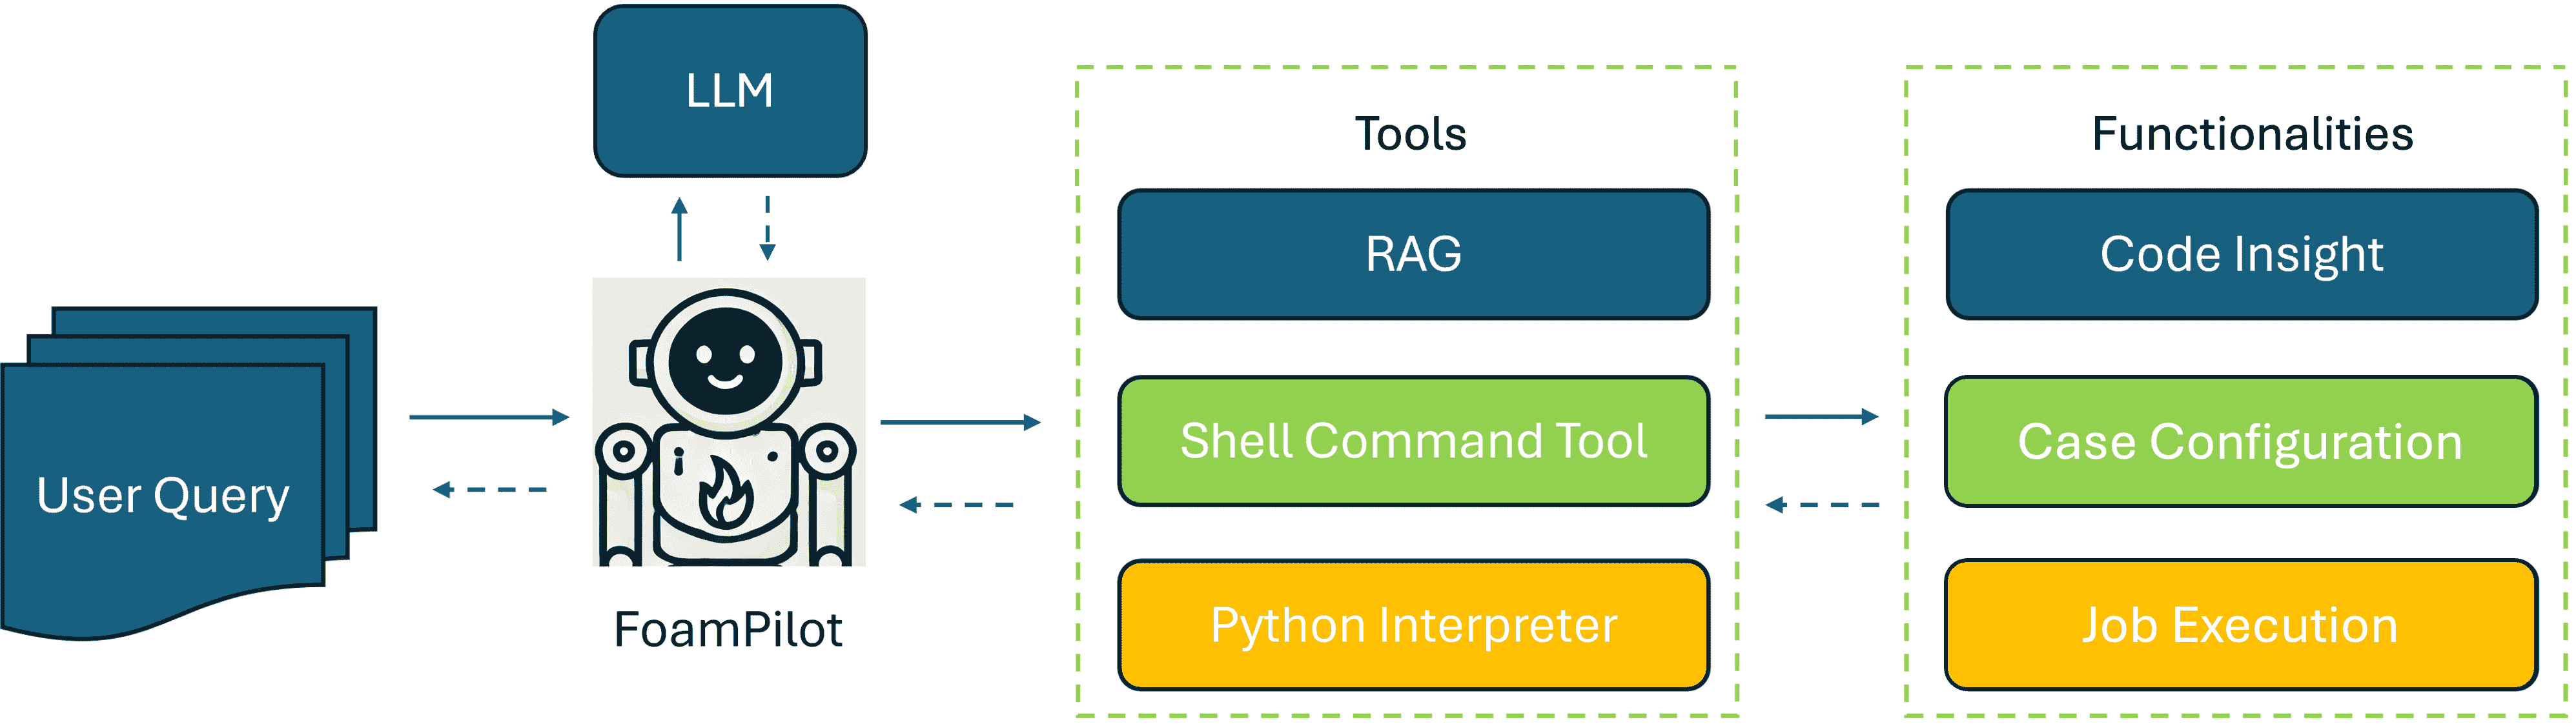 LLM
User Query
FoamPilot
Tools
RAG
Shell Command Tool
Python Interpreter
Functionalities
Code Insight
Case Configuration
Job Execution